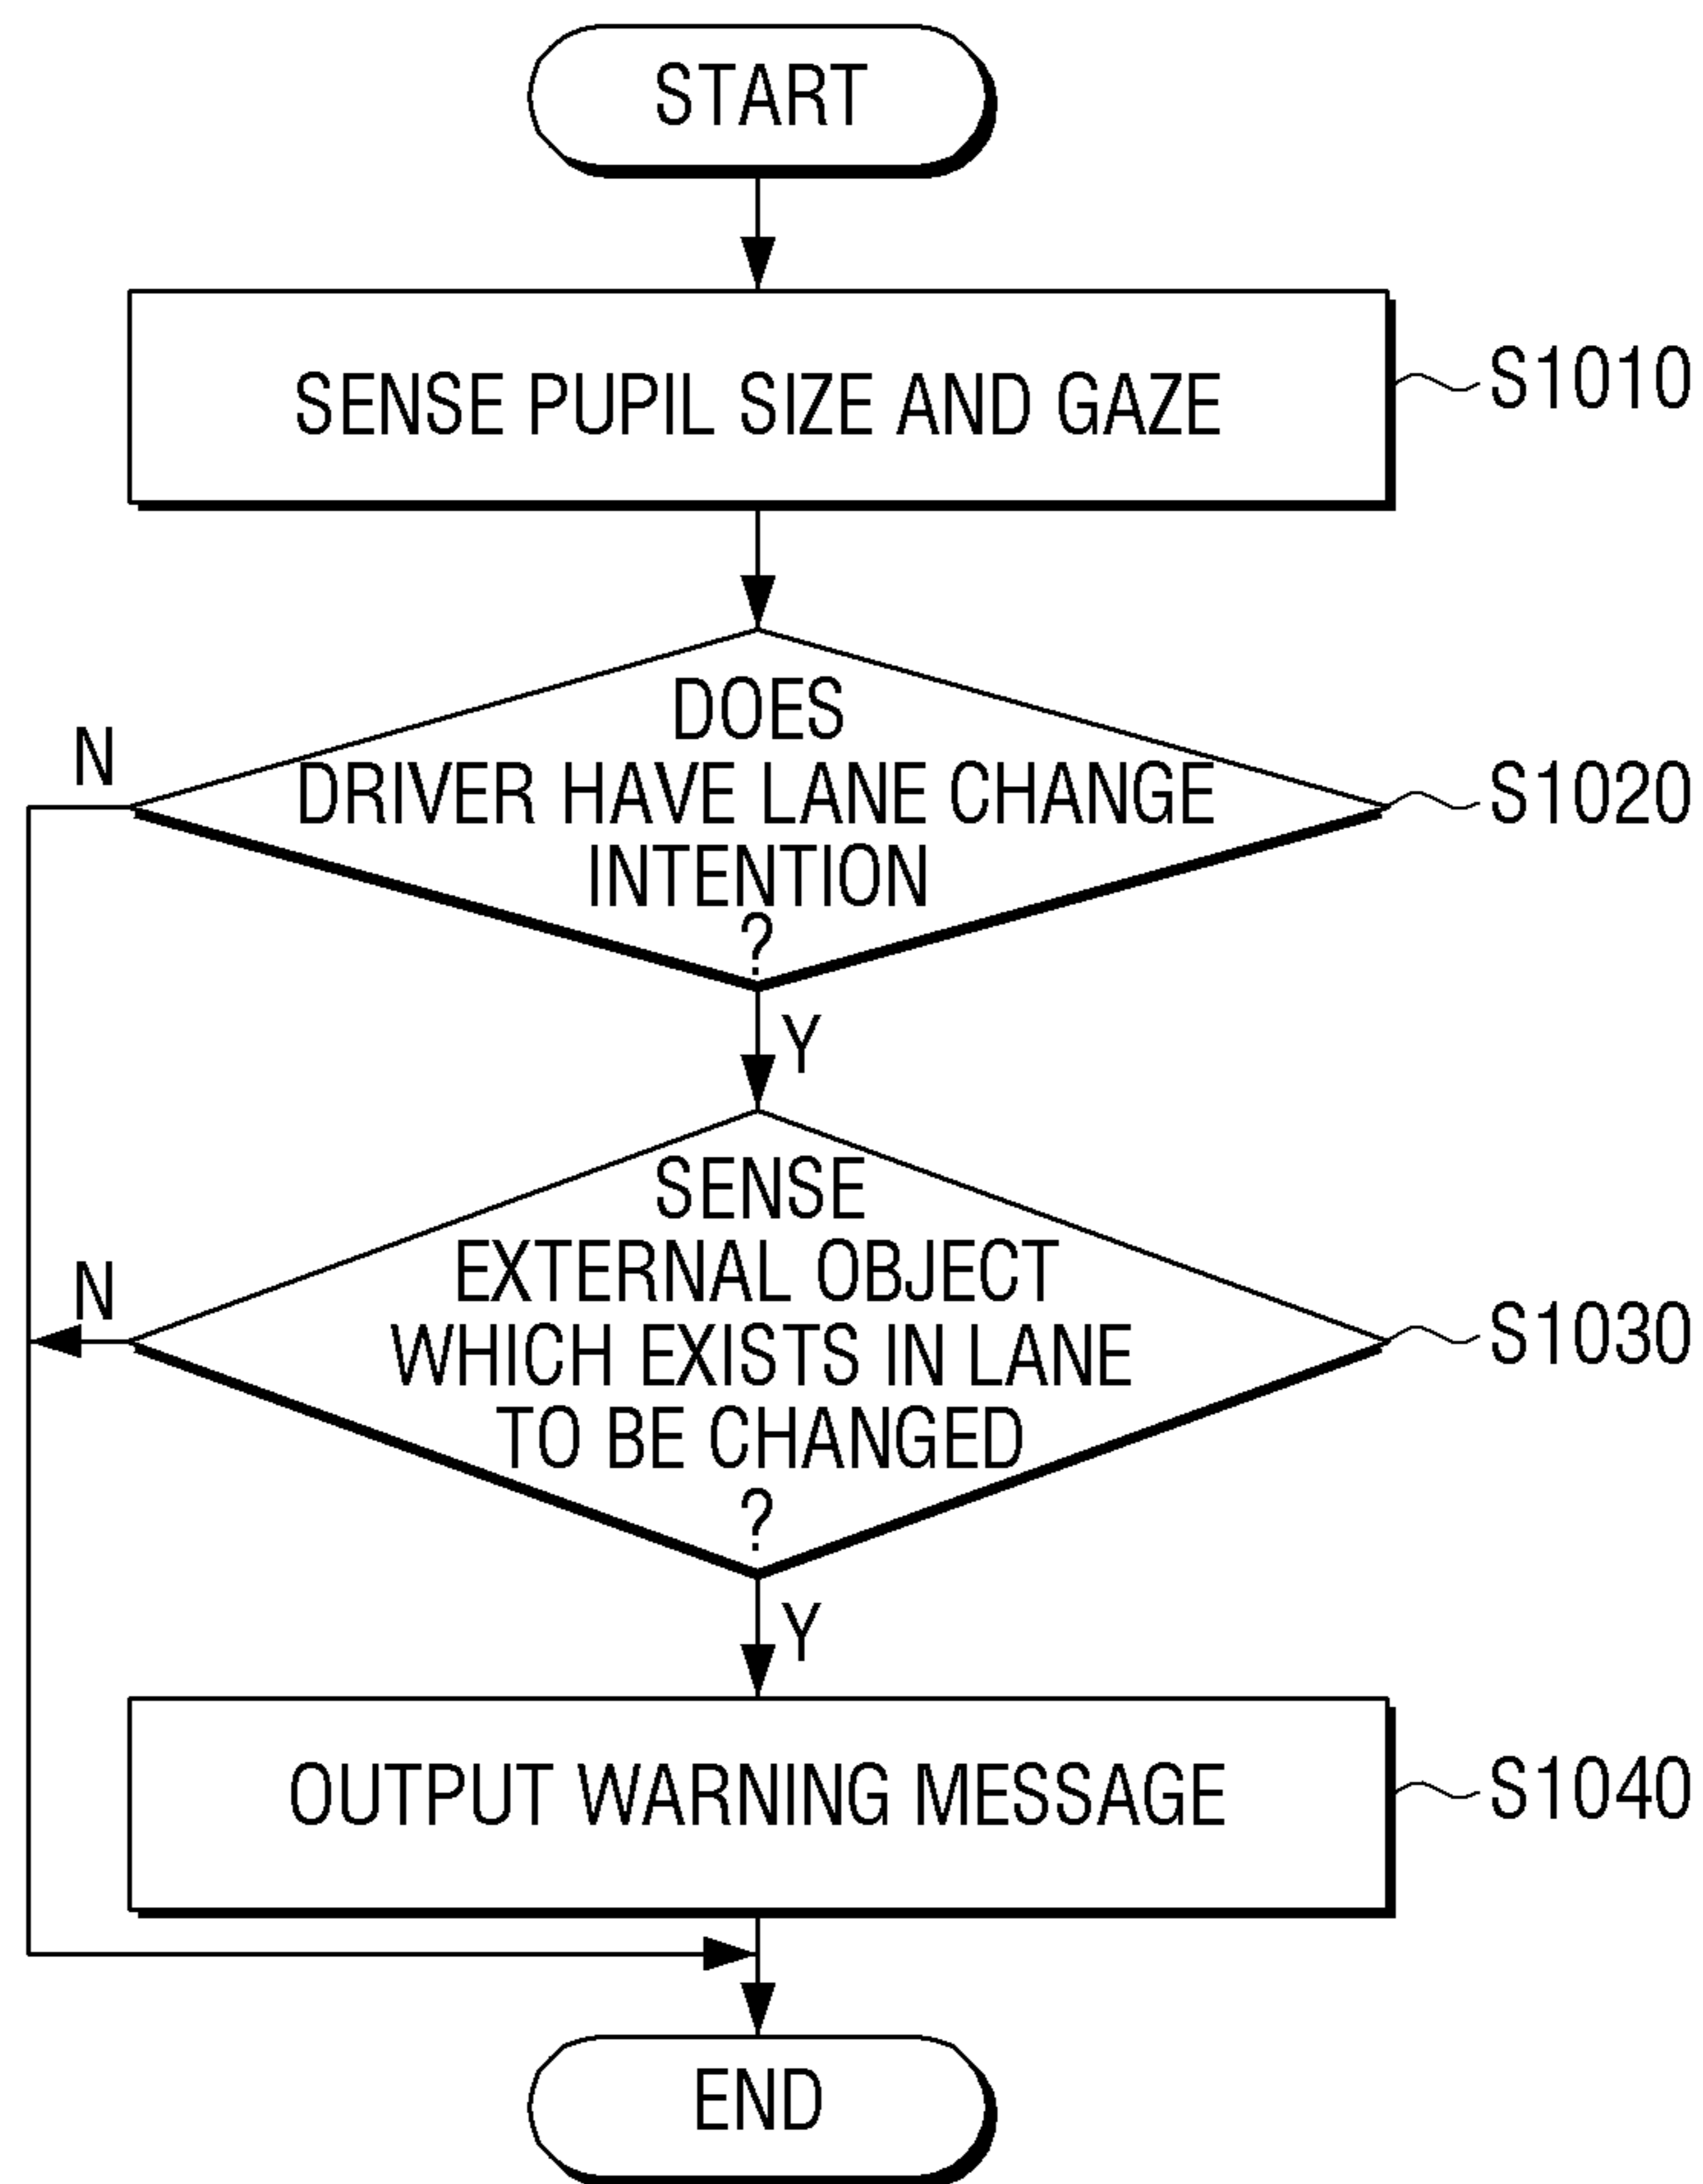 START
SENSE PUPIL SIZE AND GAZE
S1010
DOES
DRIVER HAVE LANE CHANGE
INTENTION
?
S1020
N
Y
SENSE
EXTERNAL OBJECT
WHICH EXISTS IN LANE
TO BE CHANGED
?
S1030
N
Y
OUTPUT WARNING MESSAGE
S1040
END